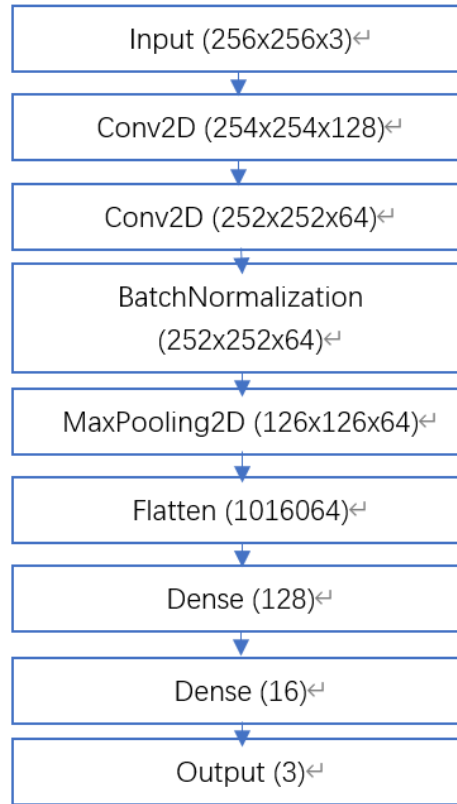 Input (256x256x3)↵
Conv2D (254x254x128)↵
Conv2D (252x252x64)↵
BatchNormalization
(252x252x64)↵
MaxPooling2D (126x126x64)↵
Flatten (1016064)↵
Dense (128)↵
Dense (16)↵
Output (3)↵